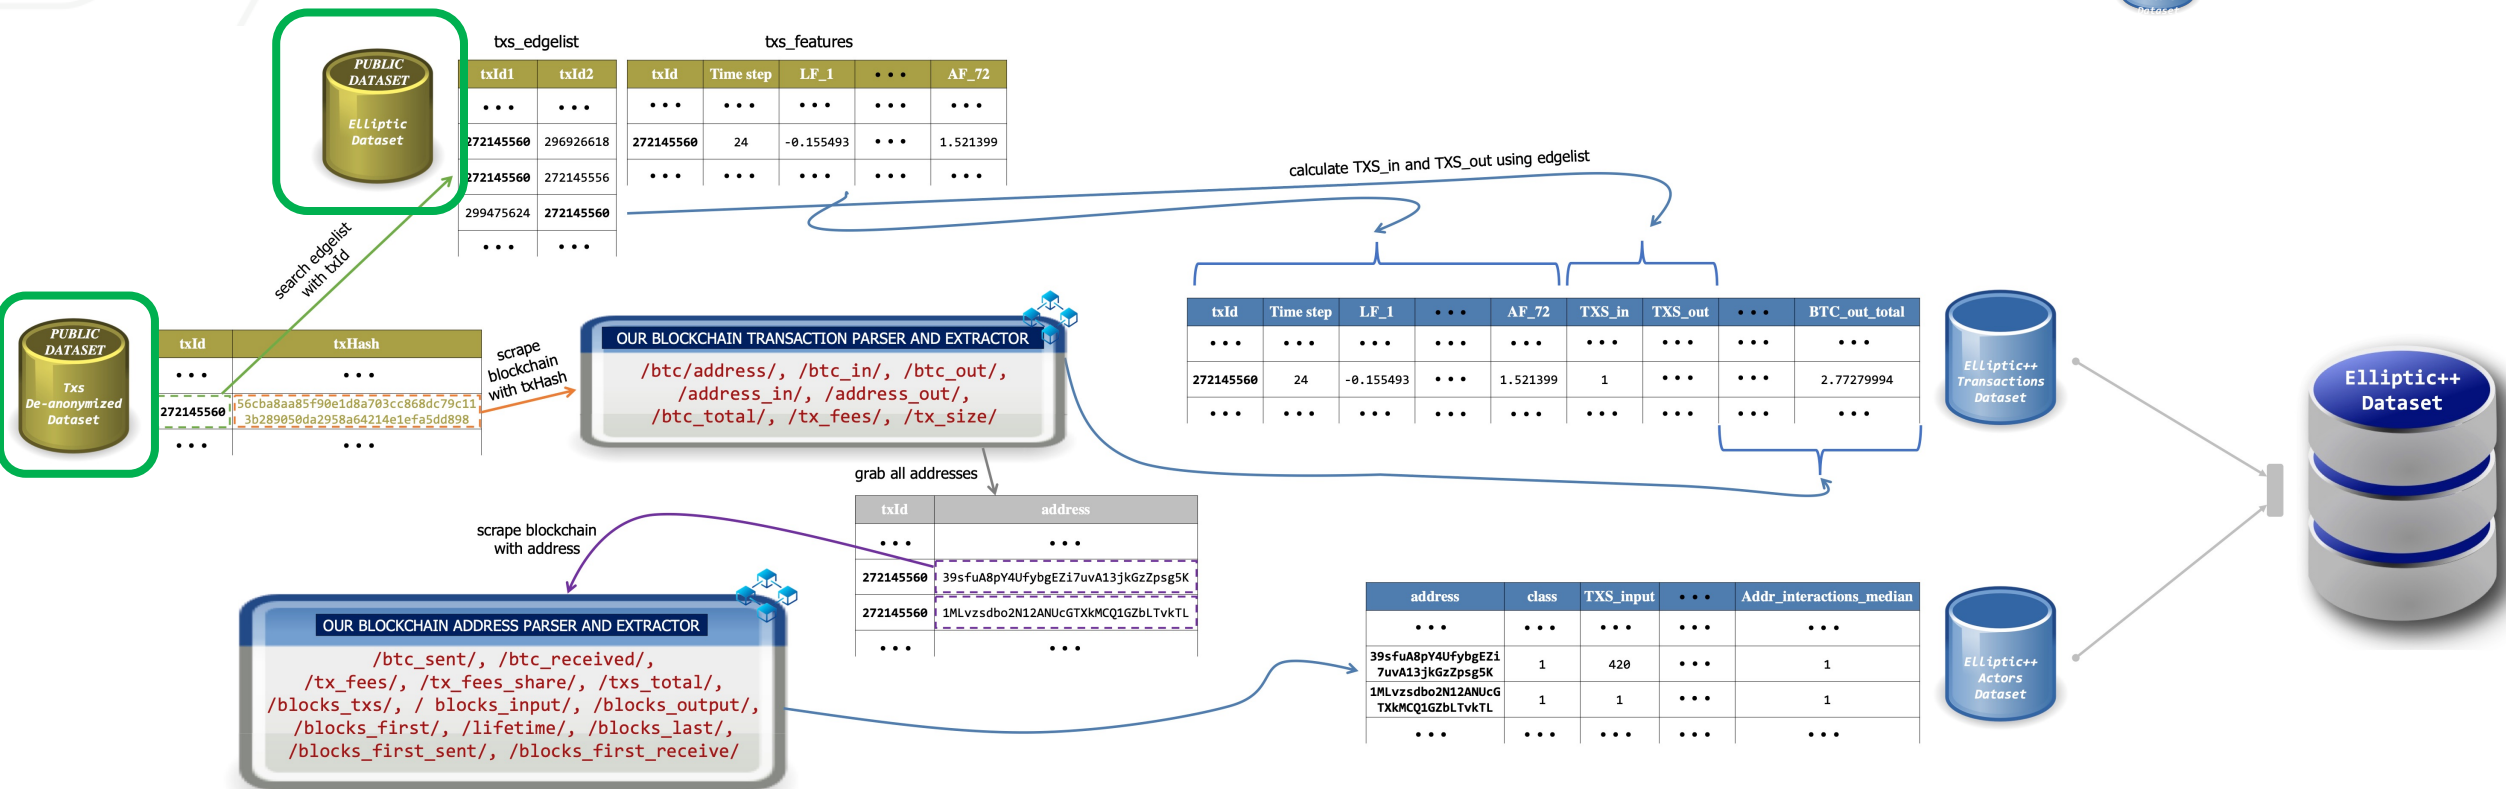 Dataset
txs_edgelist
txs_features
PUBLIC
DATASET
Elliptic
Dataset
txId1 txId2
••• •••
272145560 296926618
272145560 272145556
299475624 272145560
••• •••
txId Time step LF_1 ••• AF_72
••• ••• ••• ••• •••
272145560 24 -0.155493 ••• 1.521399
••• ••• ••• ••• •••
calculate TXS_in and TXS_out using edgelist
search edgelist
with txId
PUBLIC
DATASET
Txs
De-anonymized
Dataset
txId txHash
••• •••
272145560 56cba8aa85f90e1d8a703cc868dc79c11
3b289050da2958a64214e1efa5dd898
••• •••
scrape
blockchain
with txHash
OUR BLOCKCHAIN TRANSACTION PARSER AND EXTRACTOR
/btc/address/, /btc_in/, /btc_out/,
/address_in/, /address_out/,
/btc_total/, /tx_fees/, /tx_size/
txId Time step LF_1 ••• AF_72 TXS_in TXS_out ••• BTC_out_total
••• ••• ••• ••• ••• ••• ••• ••• •••
272145560 24 -0.155493 ••• 1.521399 1 ••• ••• 2.77279994
••• ••• ••• ••• ••• ••• ••• ••• •••
Elliptic++
Transactions
Dataset
Elliptic++
Dataset
grab all addresses
txId address
••• •••
272145560 39sfuA8pY4UfybgEZi7uvA13jkGzZpsg5K
272145560 1MLvzsdbo2N12ANUcGTXkMCQ1GZbLTvkTL
••• •••
scrape blockchain
with address
OUR BLOCKCHAIN ADDRESS PARSER AND EXTRACTOR
/btc_sent/, /btc_received/,
/tx_fees/, /tx_fees_share/, /txs_total/,
/blocks_txs/, / blocks_input/, /blocks_output/,
/blocks_first/, /lifetime/, /blocks_last/,
/blocks_first_sent/, /blocks_first_receive/
address class TXS_input ••• Addr_interactions_median
••• ••• ••• ••• •••
39sfuA8pY4UfybgEZi
7uvA13jkGzZpsg5K 1 420 ••• 1
1MLvzsdbo2N12ANUcG
TXkMCQ1GZbLTvkTL 1 1 ••• 1
••• ••• ••• ••• •••
Elliptic++
Actors
Dataset